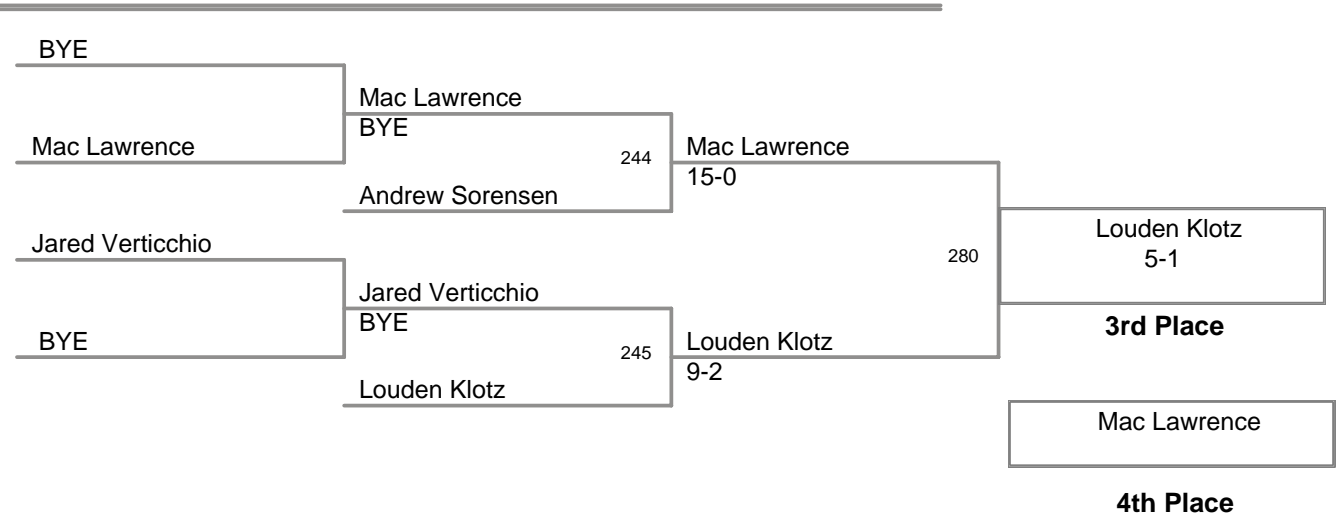 BYE
Mac Lawrence
BYE
Mac Lawrence
244
Mac Lawrence
15-0
Andrew Sorensen
Jared Verticchio
Louden Klotz
280
5-1
Jared Verticchio
3rd Place
BYE
BYE
245
Louden Klotz
9-2
Louden Klotz
Mac Lawrence
4th Place